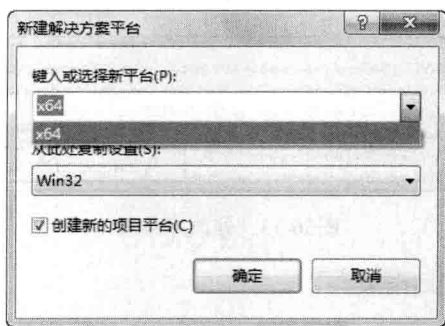 新建解决方案平台
键入或选择新平台(P):
x64
x64
从此处复制设置(S):
Win32
创建新的项目平台(C)
确定
取消